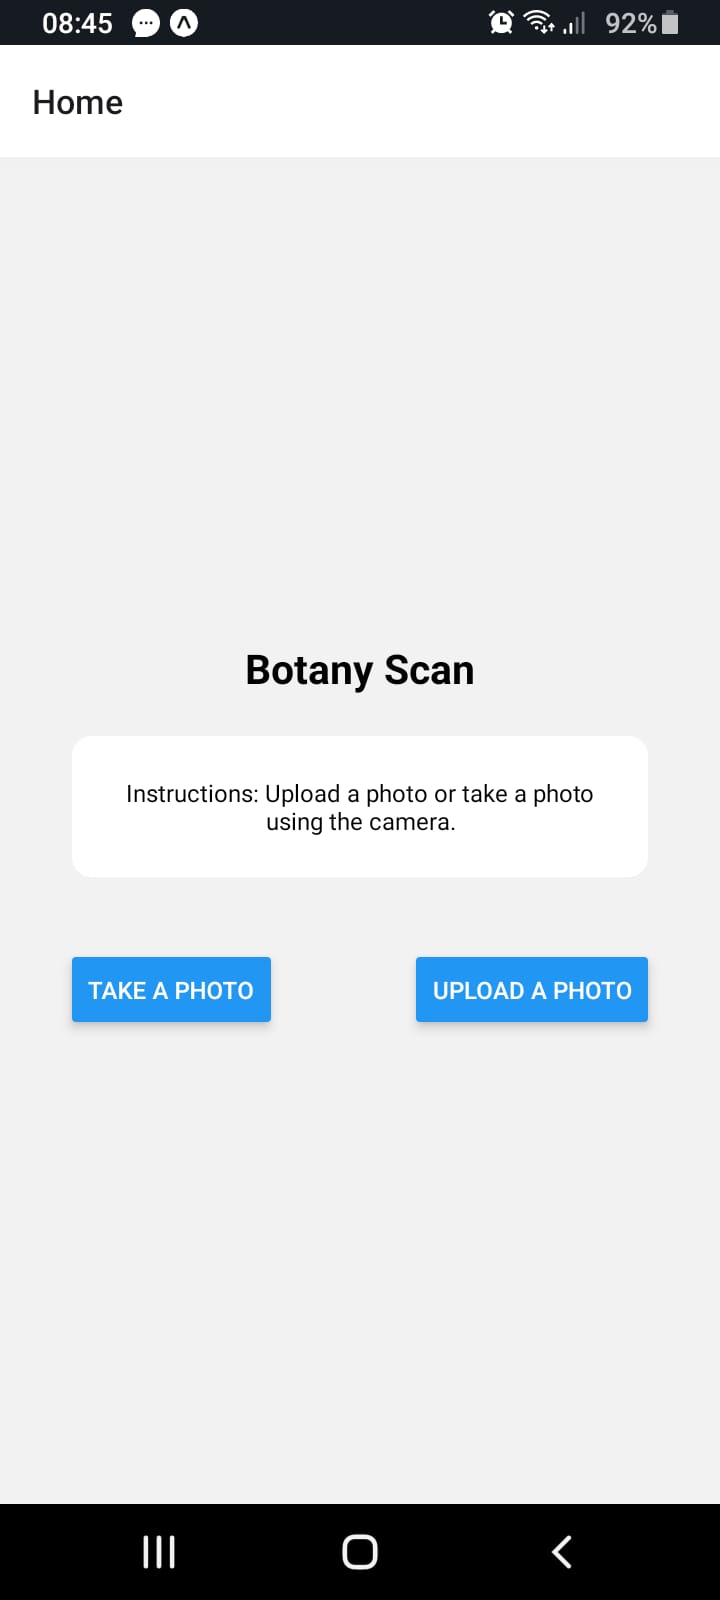 08:45 92%
Home
Botany Scan
Instructions: Upload a photo or take a photo
using the camera.
TAKE A PHOTO UPLOAD A PHOTO